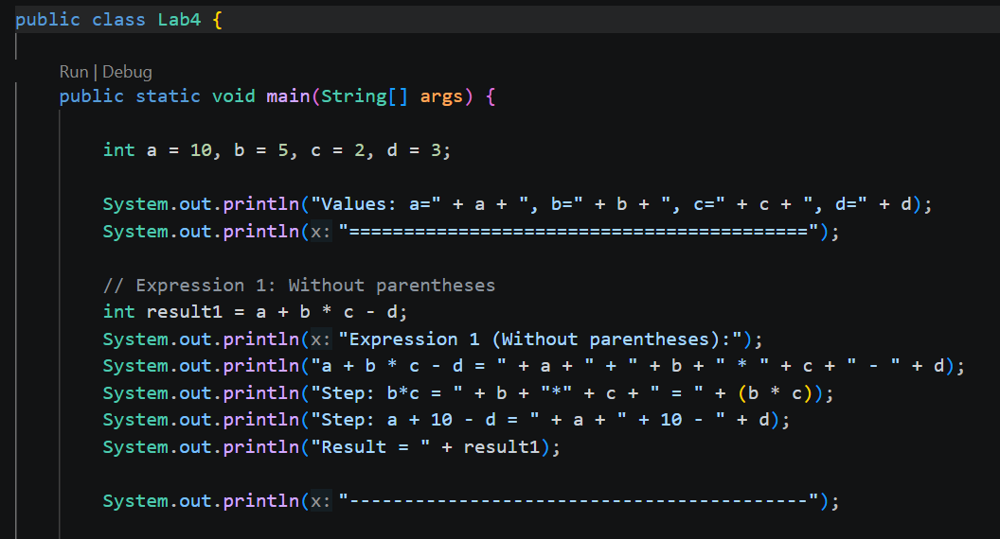 public class Lab4 {
Run | Debug
public static void main(String[] args) {
int a = 10, b = 5, c = 2, d = 3;
System.out.println("Values: a=" + a + ", b=" + b + ", c=" + c + ", d=" + d);
System.out.println(x: "==========================================");
// Expression 1: Without parentheses
int result1 = a + b * c - d;
System.out.println(x: "Expression 1 (Without parentheses):");
System.out.println("a + b * c - d = " + a + " + " + b + " * " + c + " - " + d);
System.out.println("Step: b*c = " + b + "*" + c + " = " + (b * c));
System.out.println("Step: a + 10 - d = " + a + " + 10 - " + d);
System.out.println("Result = " + result1);
System.out.println(x: "------------------------------------------");